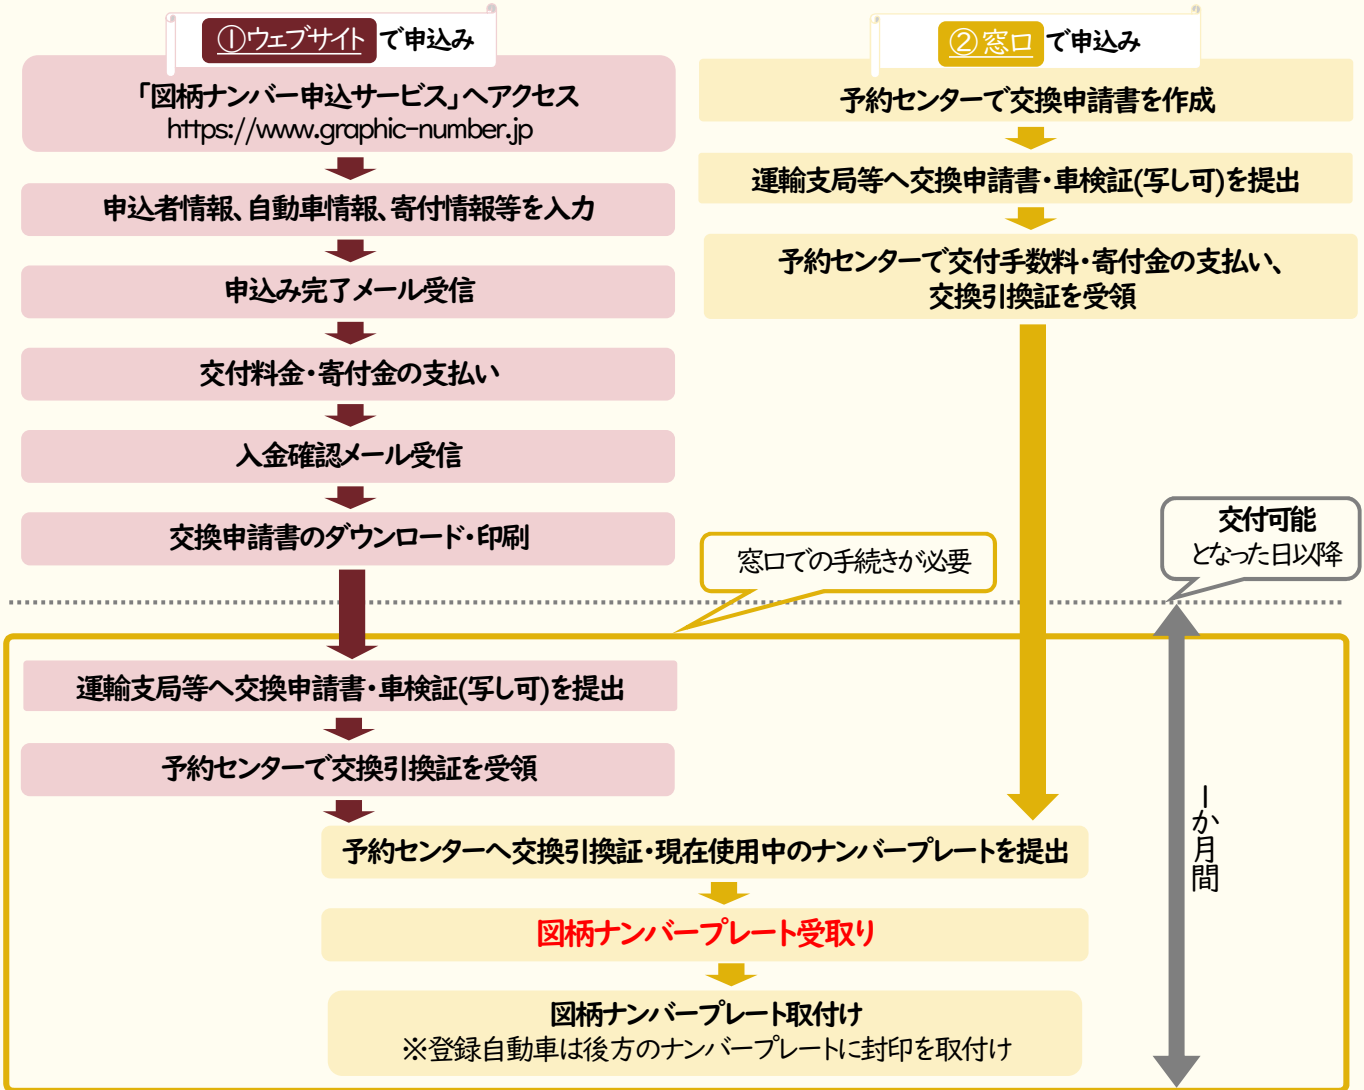 ①ウェブサイト で申込み
「図柄ナンバー申込サービス」へアクセス
https://www.graphic-number.jp
申込者情報、自動車情報、寄付情報等を入力
申込み完了メール受信
交付料金・寄付金の支払い
入金確認メール受信
交換申請書のダウンロード・印刷
②窓口 で申込み
予約センターで交換申請書を作成
運輸支局等へ交換申請書・車検証(写し可)を提出
予約センターで交付手数料・寄付金の支払い、
交換引換証を受領
窓口での手続きが必要
交付可能
となった日以降
運輸支局等へ交換申請書・車検証(写し可)を提出
予約センターで交換引換証を受領
1か月間
予約センターへ交換引換証・現在使用中のナンバープレートを提出
図柄ナンバープレート受取り
図柄ナンバープレート取付け
※登録自動車は後方のナンバープレートに封印を取付け